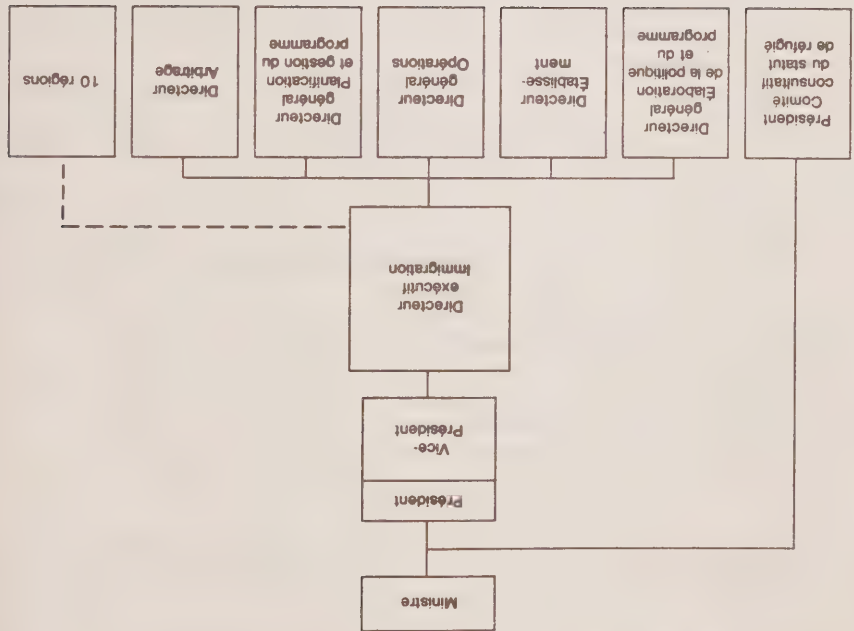 Ministre
Président
Vice-
Président
Directeur
exécutif
Immigration
Président
Comité
consultatif
du statut
de réfugié
Directeur
général
Élaboration
de la politique
et du
programme
Directeur
Établisse-
ment
Directeur
général
Opérations
Directeur
général
Planification
et gestion du
programme
Directeur
Arbitrage
10 régions